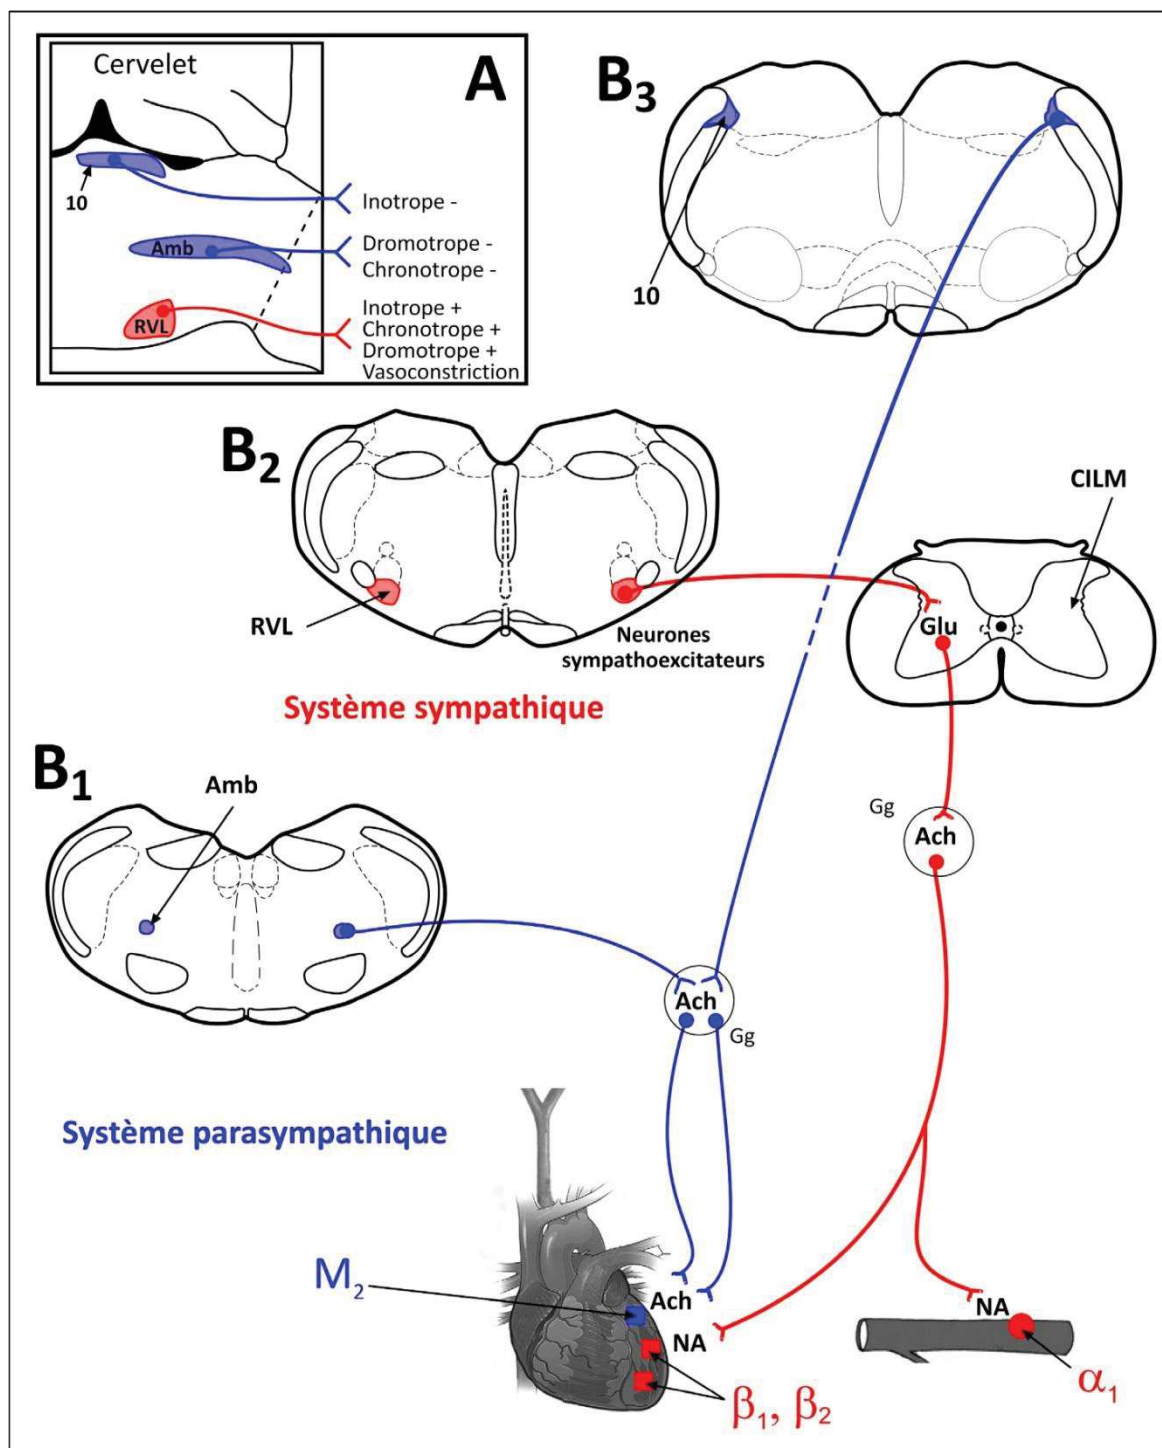 Cervelet
A
10
Inotrope -
Amb
Dromotrope -
Chronotrope -
RVL
Inotrope +
Chronotrope +
Dromotrope +
Vasoconstriction
B3
10
B2
RVL
Neurones
sympathoexcitateurs
CILM
Glu
Système sympathique
B1
Amb
Gg
Ach
Ach
Gg
Système parasympathique
M2
Ach
NA
β1, β2
NA
α1